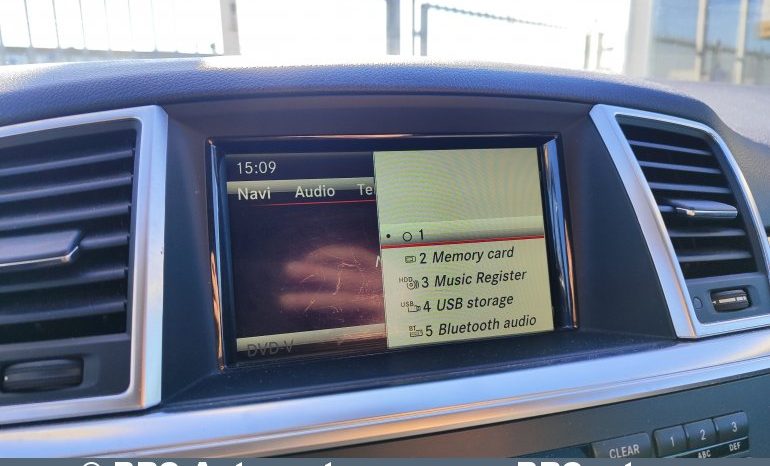 15:09
Navi Audio Te
1
2 Memory card
HDD 3 Music Register
USB 4 USB storage
BT 5 Bluetooth audio
DVD-V
CLEAR 1 2 3
ABC DEF